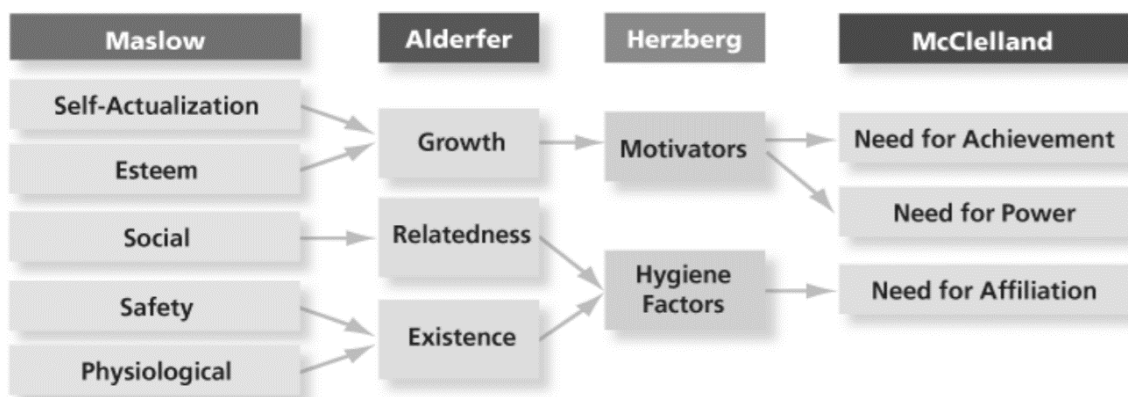 Maslow
Alderfer
Herzberg
McClelland
Self-Actualization
Esteem
Social
Safety
Physiological
Growth
Relatedness
Existence
Motivators
Hygiene
Factors
Need for Achievement
Need for Power
Need for Affiliation